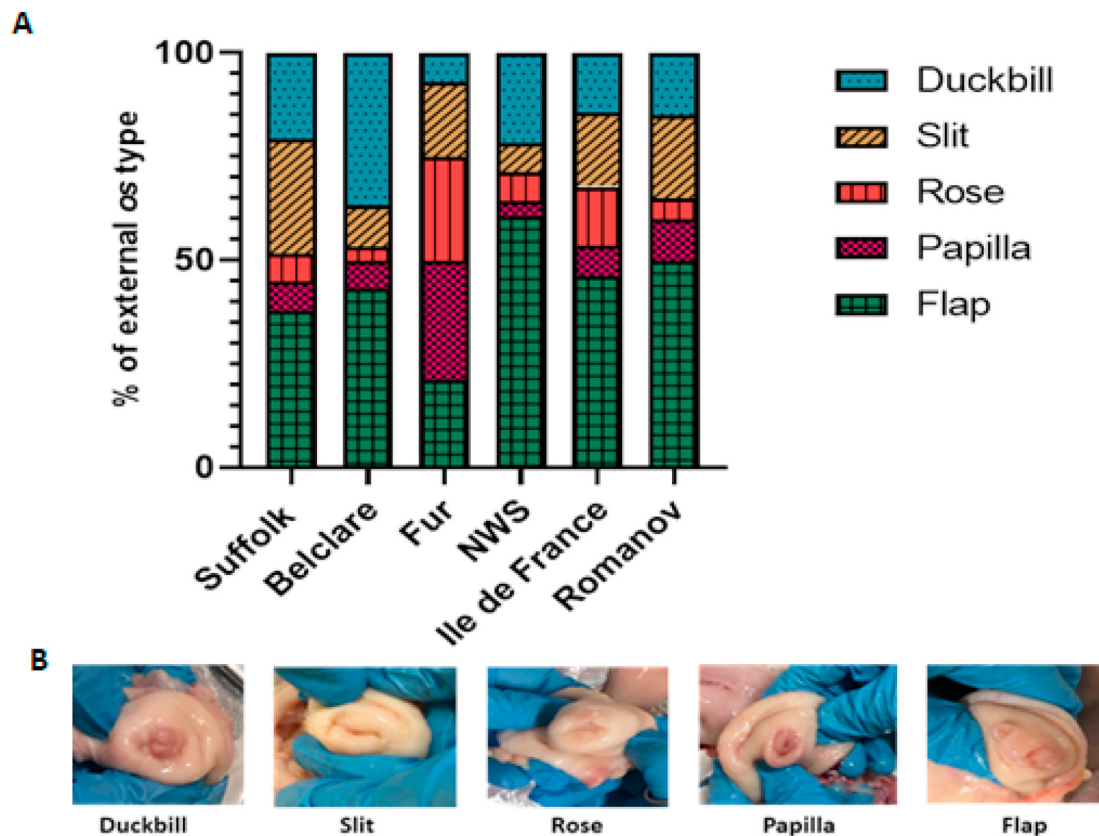 A
% of external os type
100
50
0
Suffolk
Belclare
Fur
NWS
Ile de France
Romanov
Duckbill
Slit
Rose
Papilla
Flap
B
Duckbill
Slit
Rose
Papilla
Flap